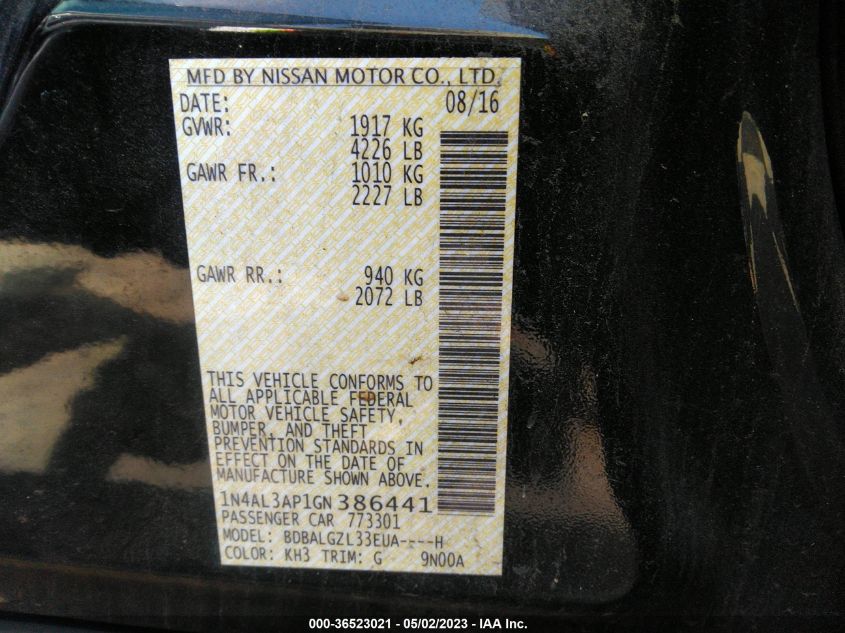 MFD BY NISSAN MOTOR CO., LTD.
DATE: 08/16
GVWR: 1917 KG
4226 LB
GAWR FR.: 1010 KG
2227 LB
GAWR RR.: 940 KG
2072 LB
THIS VEHICLE CONFORMS TO
ALL APPLICABLE FEDERAL
MOTOR VEHICLE SAFETY,
BUMPER, AND THEFT
PREVENTION STANDARDS IN
EFFECT ON THE DATE OF
MANUFACTURE SHOWN ABOVE.
1N4AL3AP1GN386441
PASSENGER CAR 773301
MODEL: BDBALGZL33EUA----H
COLOR: KH3 TRIM: G 9N00A
000-36523021 - 05/02/2023 - IAA Inc.